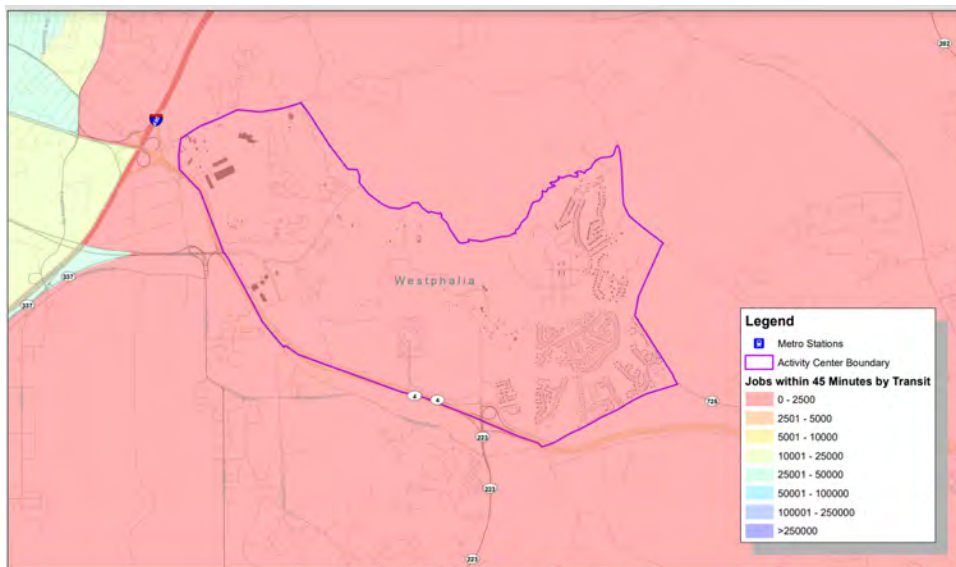 202
337
337
Westphalia
4
4
725
223
223
223
Legend
Metro Stations
Activity Center Boundary
Jobs within 45 Minutes by Transit
0 - 2500
2501 - 5000
5001 - 10000
10001 - 25000
25001 - 50000
50001 - 100000
100001 - 250000
>250000